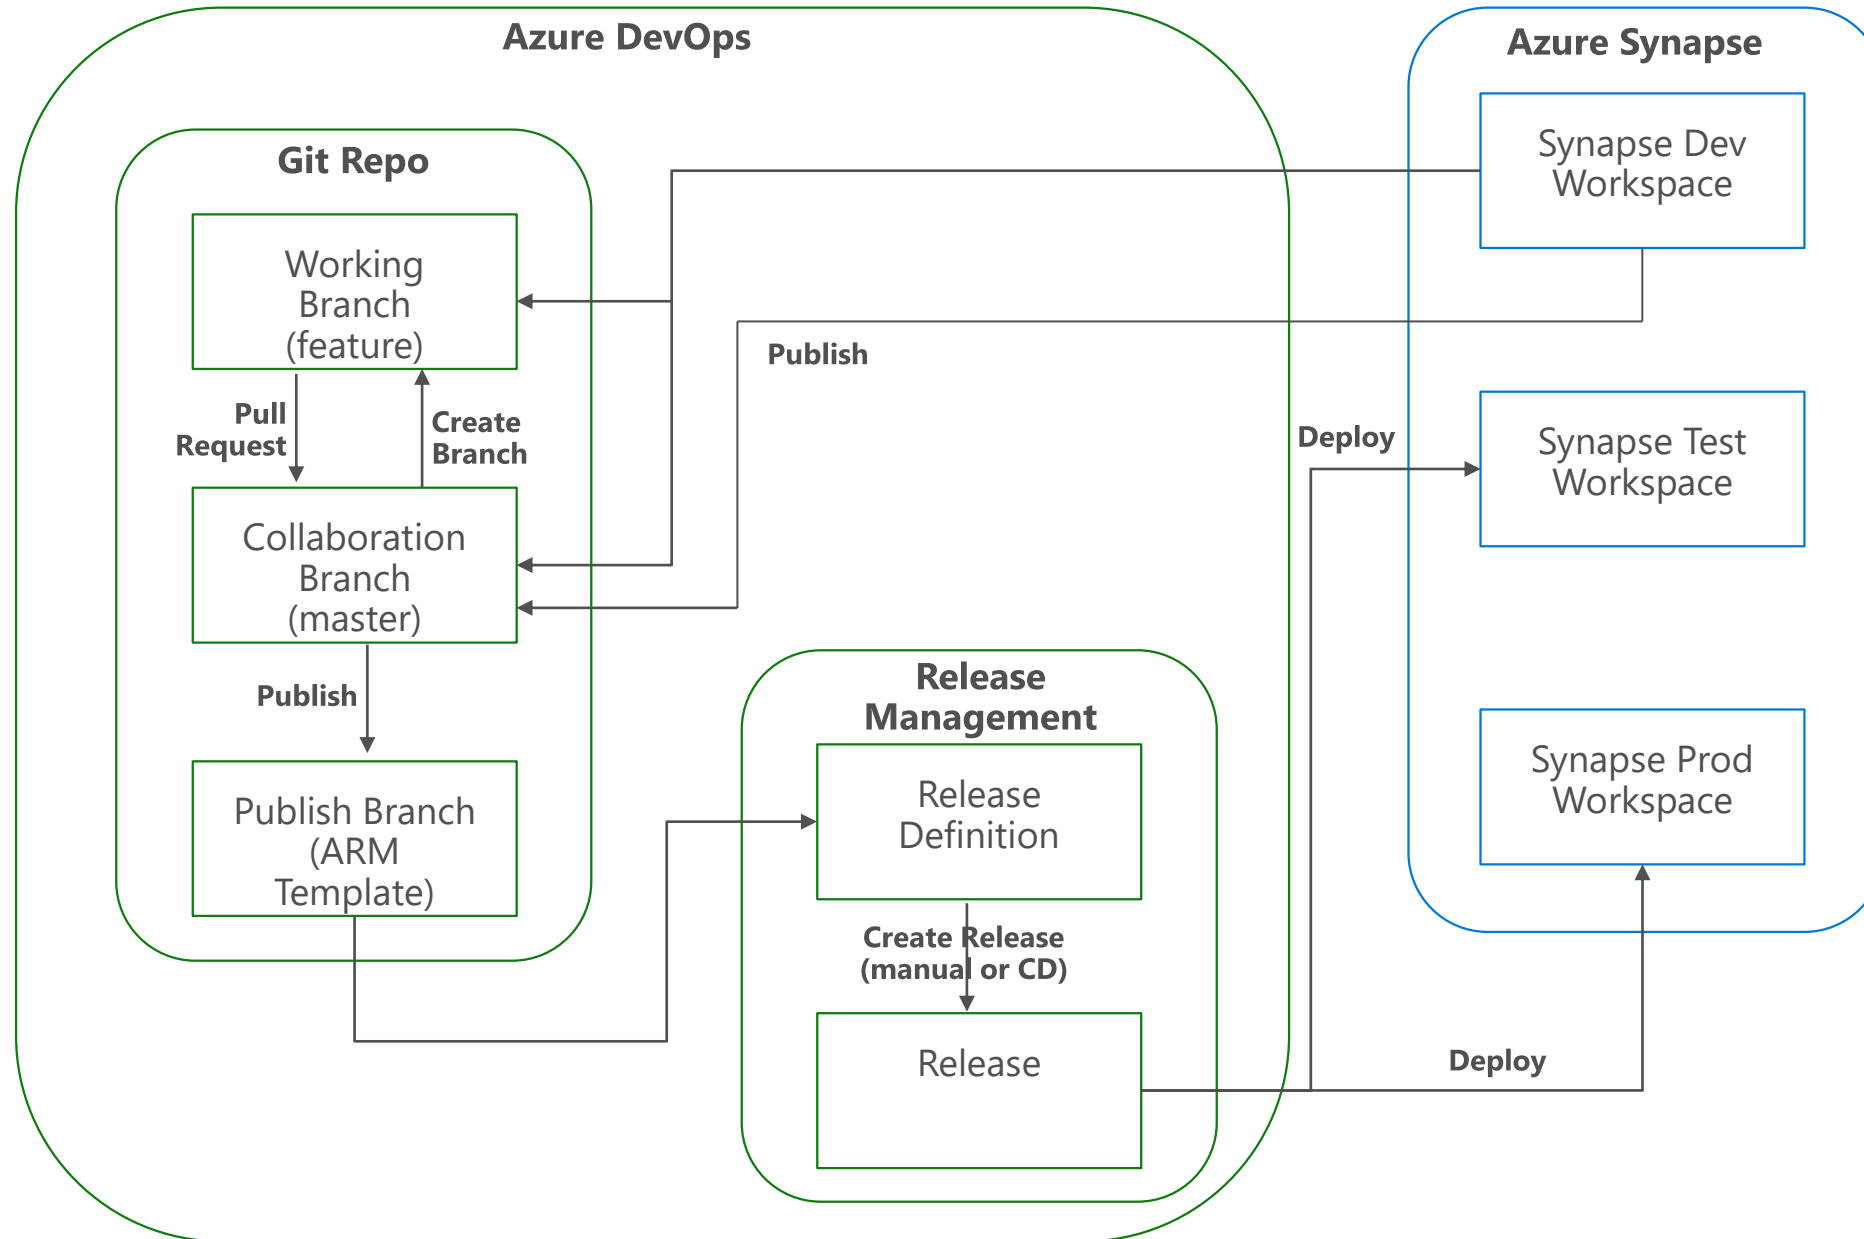 Azure DevOps
Git Repo
Working
Branch
(feature)
Pull
Request
Create
Branch
Collaboration
Branch
(master)
Publish
Publish Branch
(ARM
Template)
Publish
Release
Management
Release
Definition
Create Release
(manual or CD)
Release
Deploy
Deploy
Azure Synapse
Synapse Dev
Workspace
Synapse Test
Workspace
Synapse Prod
Workspace